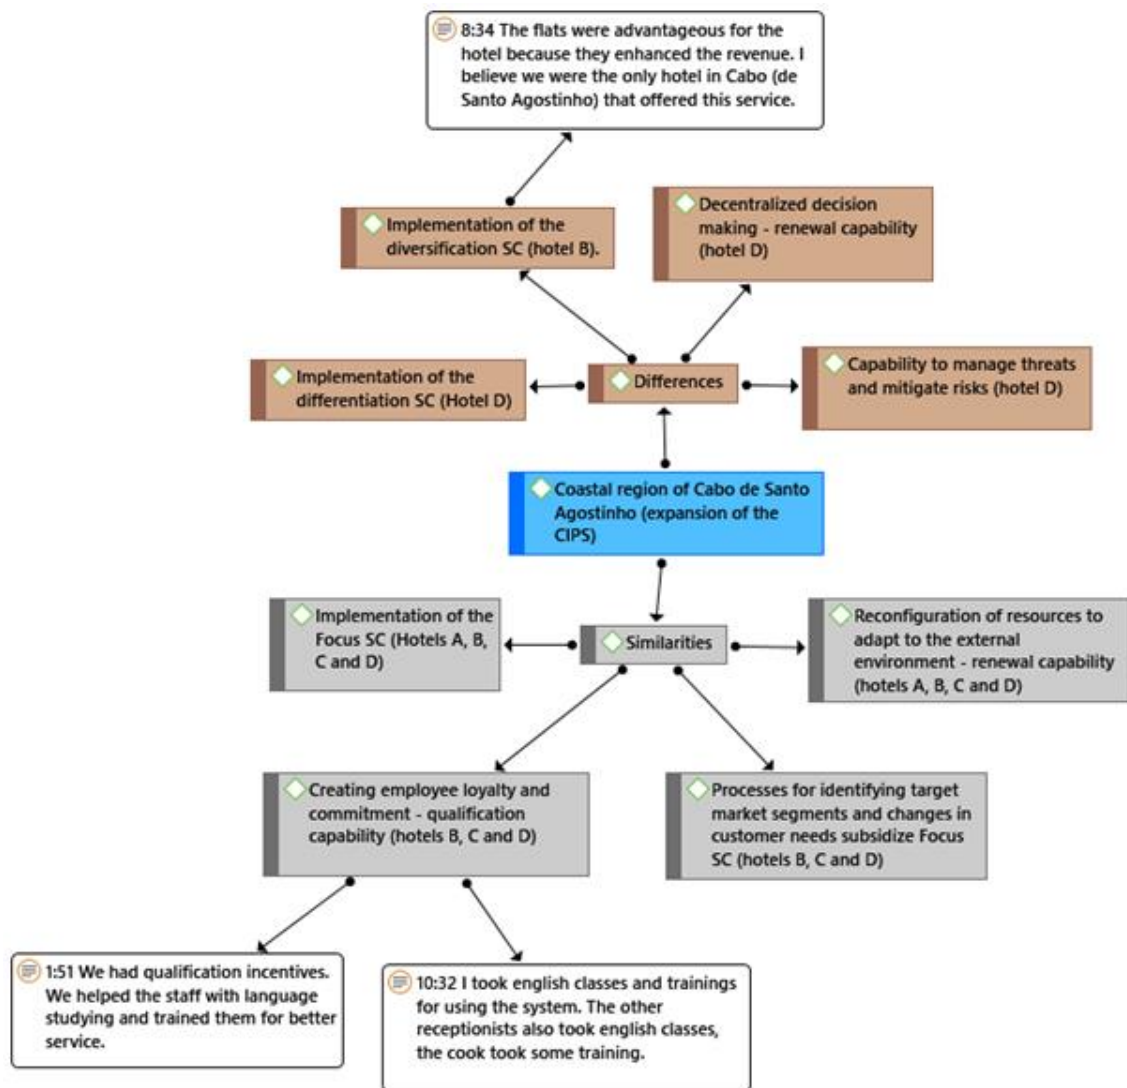 8:34 The flats were advantageous for the
hotel because they enhanced the revenue. I
believe we were the only hotel in Cabo (de
Santo Agostinho) that offered this service.
Implementation of the
diversification SC (hotel B).
Decentralized decision
making - renewal capability
(hotel D)
Implementation of the
differentiation SC (Hotel D)
Differences
Capability to manage threats
and mitigate risks (hotel D)
Coastal region of Cabo de Santo
Agostinho (expansion of the
CIPS)
Implementation of the
Focus SC (Hotels A, B,
C and D)
Similarities
Reconfiguration of resources to
adapt to the external
environment - renewal capability
(hotels A, B, C and D)
Creating employee loyalty and
commitment - qualification
capability (hotels B, C and D)
Processes for identifying target
market segments and changes in
customer needs subsidize Focus
SC (hotels B, C and D)
1:51 We had qualification incentives.
We helped the staff with language
studying and trained them for better
service.
10:32 I took english classes and trainings
for using the system. The other
receptionists also took english classes,
the cook took some training.